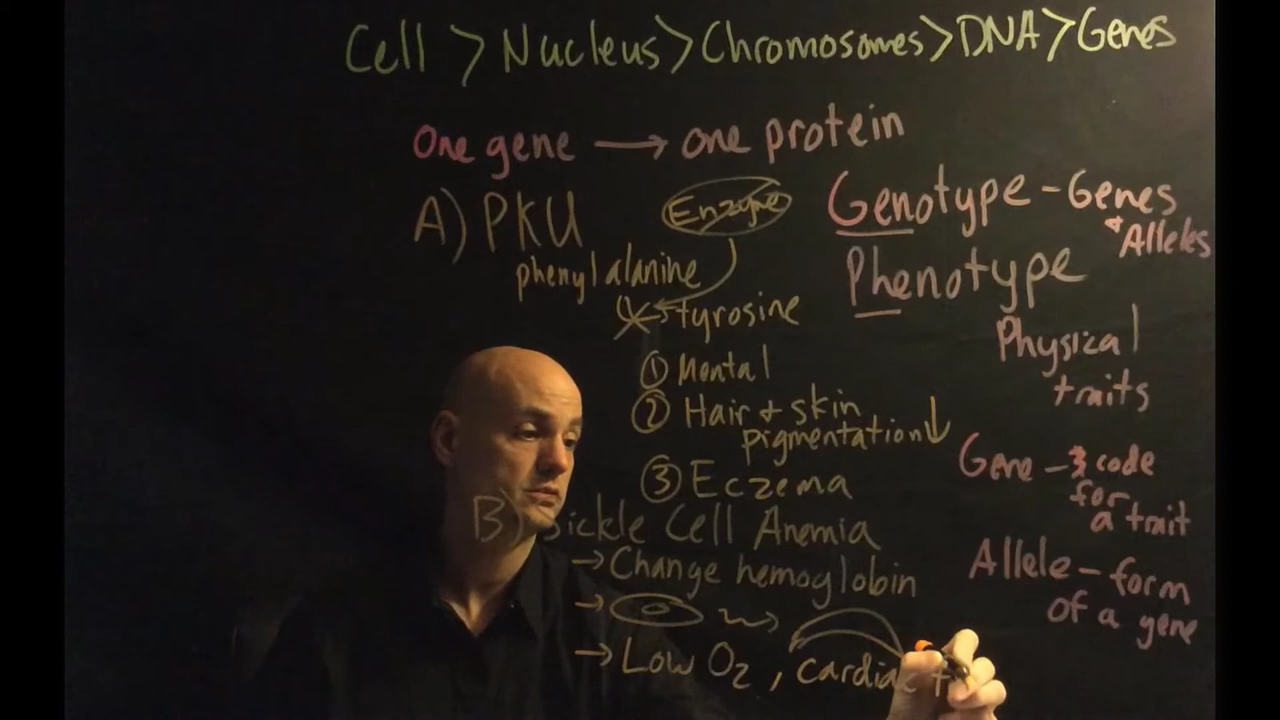 Cell > Nucleus > Chromosomes > DNA > Genes
One gene → one protein
A) PKU
Enzyme
phenylalanine
tyrosine
① Mental
② Hair + skin
pigmentation ↓
③ Eczema
B) Sickle Cell Anemia
→ Change hemoglobin
→
→ Low O2, cardiac
Genotype - Genes
+ Alleles
Phenotype
Physical
traits
Gene - code
for
a trait
Allele - form
of a gene